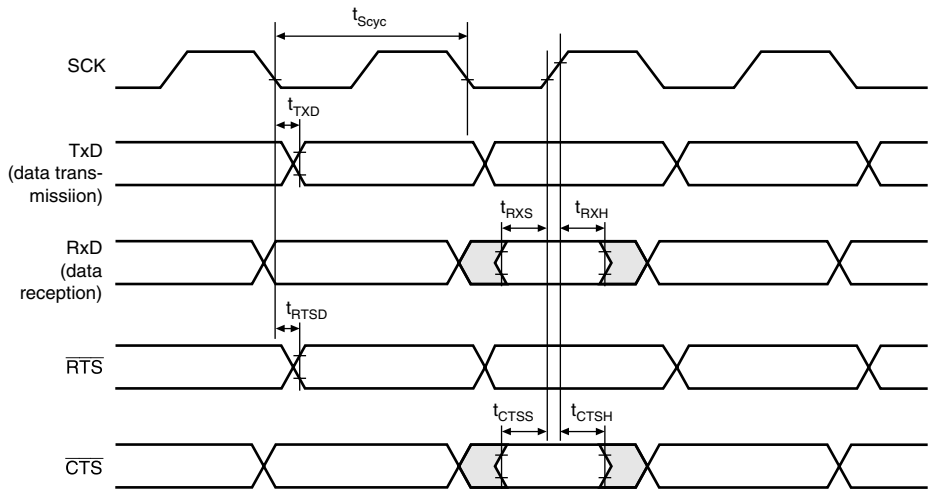 tScyc
SCK
tTXD
TxD
(data trans-
missiion)
tRXS
tRXH
RxD
(data
reception)
tRTSD
RTS
tCTSS
tCTSH
CTS